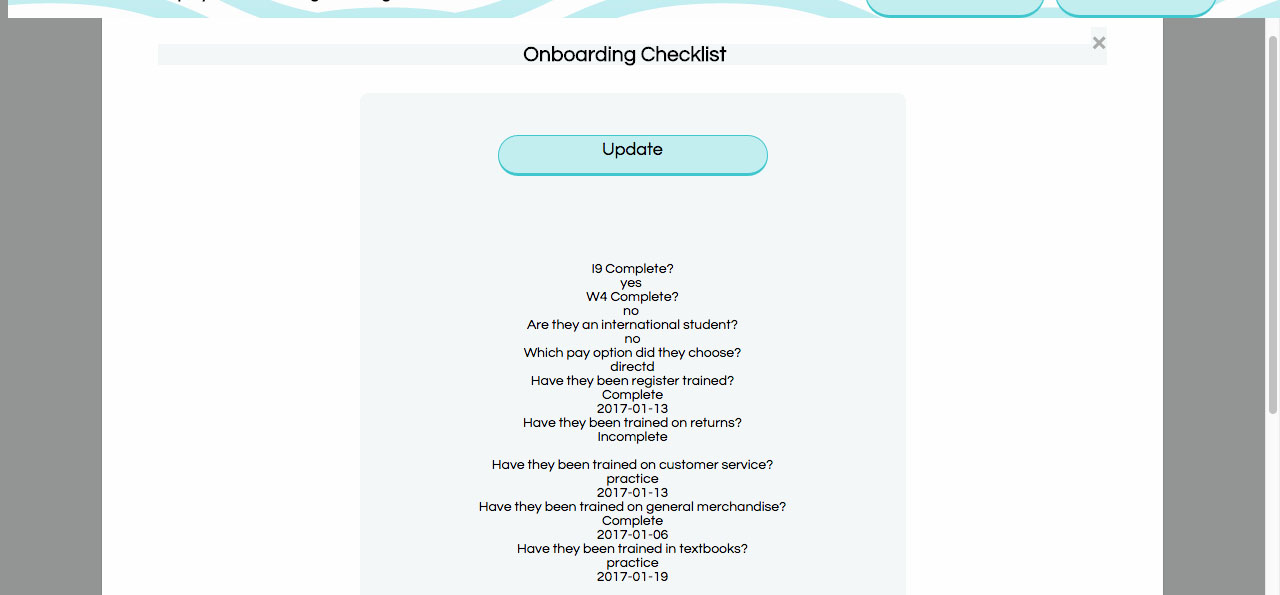 Onboarding Checklist
×
Update
I9 Complete?
yes
W4 Complete?
no
Are they an international student?
no
Which pay option did they choose?
directd
Have they been register trained?
Complete
2017-01-13
Have they been trained on returns?
Incomplete
Have they been trained on customer service?
practice
2017-01-13
Have they been trained on general merchandise?
Complete
2017-01-06
Have they been trained in textbooks?
practice
2017-01-19